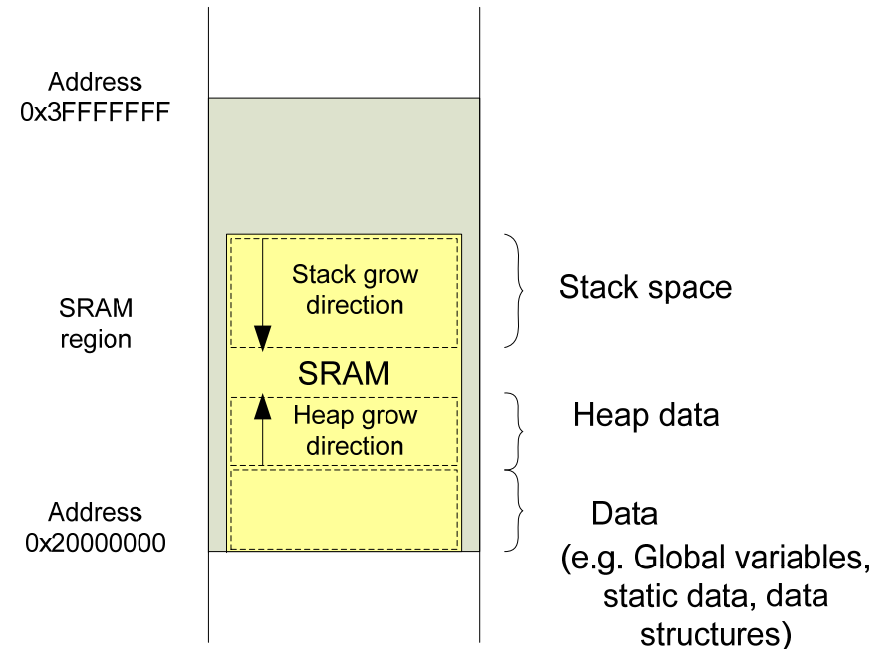 Address
0x3FFFFFFF
Stack grow
direction
Stack space
SRAM
region
SRAM
Heap grow
direction
Heap data
Address
0x20000000
Data
(e.g. Global variables,
static data, data
structures)